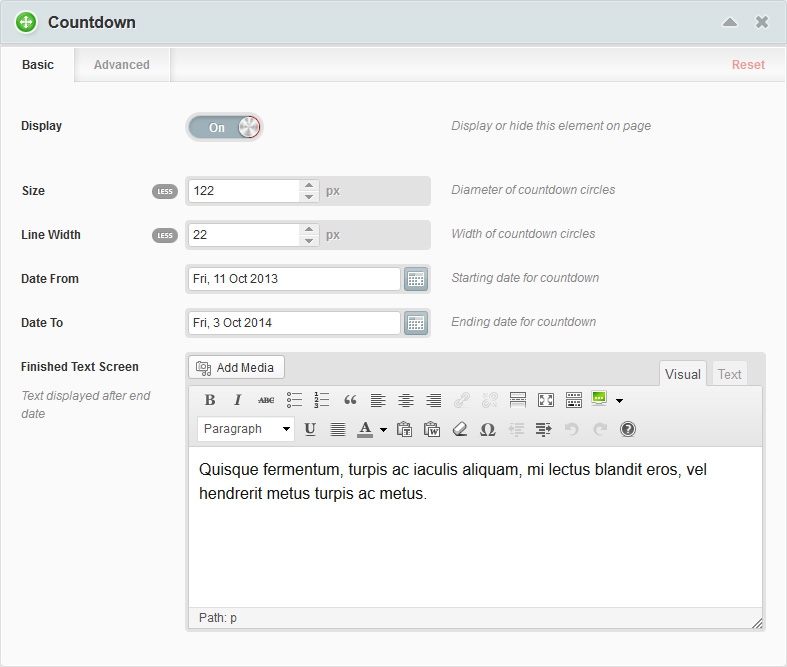 Countdown
Basic Advanced Reset
Display On Display or hide this element on page
Size LESS 122 px Diameter of countdown circles
Line Width LESS 22 px Width of countdown circles
Date From Fri, 11 Oct 2013 Starting date for countdown
Date To Fri, 3 Oct 2014 Ending date for countdown
Finished Text Screen Add Media Visual Text
Text displayed after end
date
B I ABC
Paragraph U A T W Ω ?
Quisque fermentum, turpis ac iaculis aliquam, mi lectus blandit eros, vel
hendrerit metus turpis ac metus.
Path: p